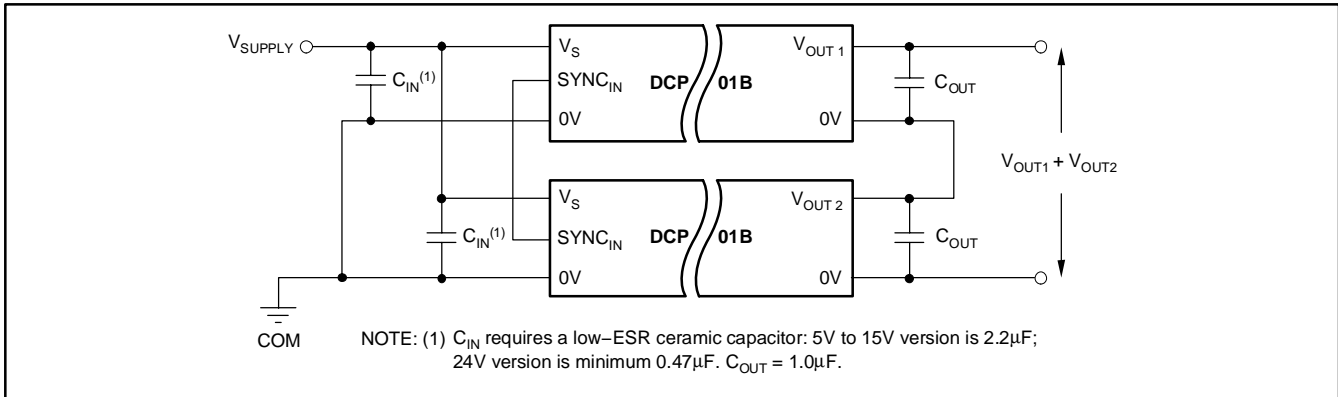 V_SUPPLY
C_IN(1)
V_S
SYNC_IN
0V
DCP
01B
V_OUT 1
0V
C_OUT
V_OUT1 + V_OUT2
C_IN(1)
V_S
SYNC_IN
0V
DCP
01B
V_OUT 2
0V
C_OUT
COM
NOTE: (1) C_IN requires a low−ESR ceramic capacitor: 5V to 15V version is 2.2μF;
24V version is minimum 0.47μF. C_OUT = 1.0μF.